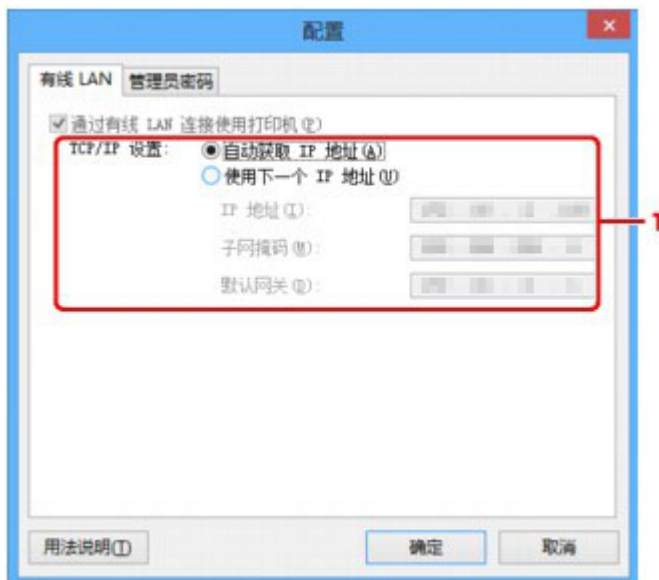 配置
有线 LAN 管理员密码
通过有线 LAN 连接使用打印机(P)
TCP/IP 设置: 自动获取 IP 地址(A)
使用下一个 IP 地址(U)
IP 地址(I):
子网掩码(M):
默认网关(D):
1
用法说明(T) 确定 取消